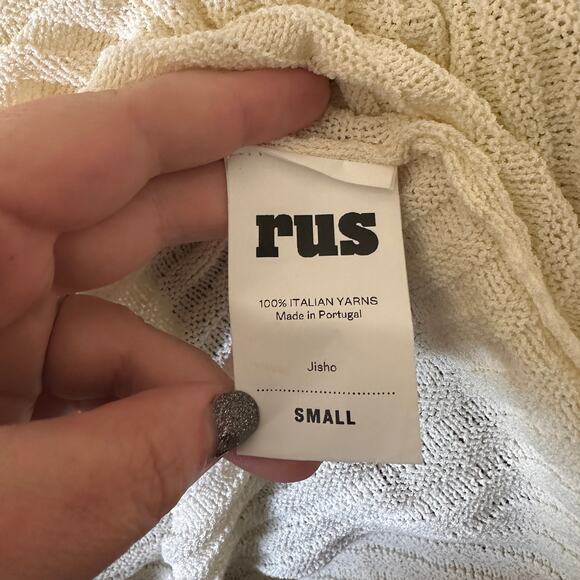 rus
100% ITALIAN YARNS
Made in Portugal
Jisho
SMALL